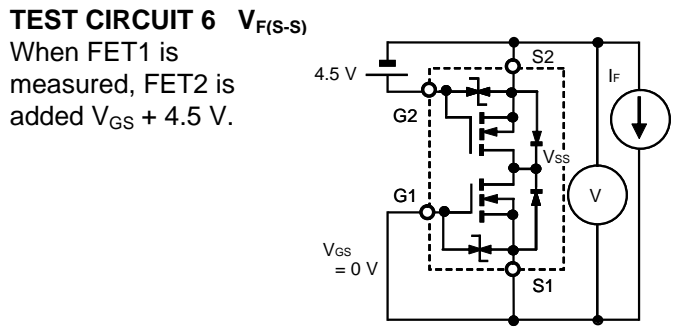 TEST CIRCUIT 6 VF(S-S)
When FET1 is
measured, FET2 is
added VGS + 4.5 V.
4.5 V
S2
IF
G2
VSS
G1
V
VGS
= 0 V
S1